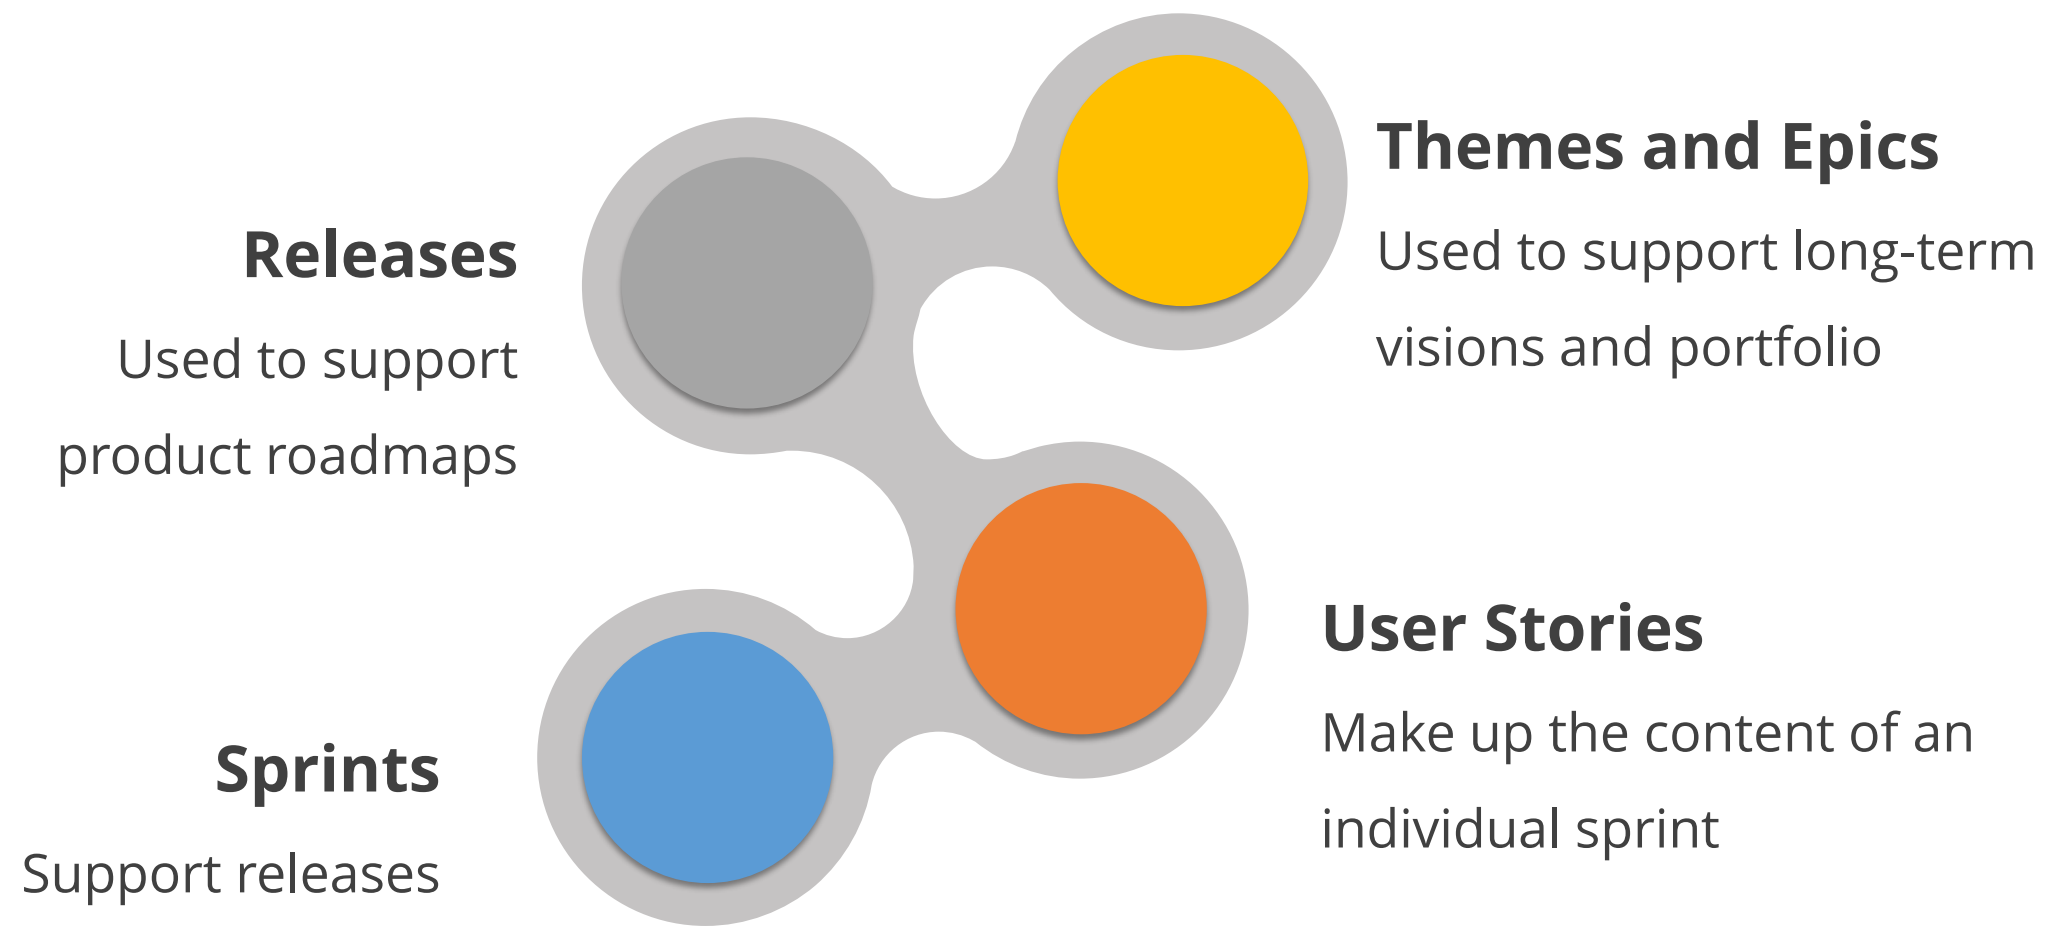 Themes and Epics
Used to support long-term
visions and portfolio
Releases
Used to support
product roadmaps
User Stories
Make up the content of an
individual sprint
Sprints
Support releases